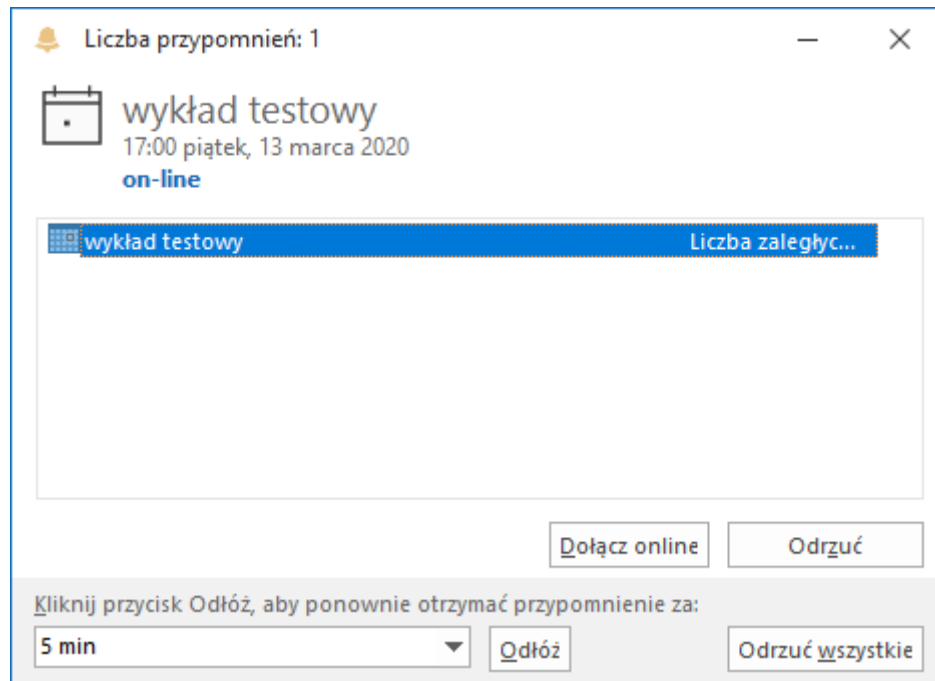 Liczba przypomnień: 1
wykład testowy
17:00 piątek, 13 marca 2020
on-line
wykład testowy Liczba zaległyc...
Dołącz online Odrzuć
Kliknij przycisk Odłóż, aby ponownie otrzymać przypomnienie za:
5 min Odłóż Odrzuć wszystkie